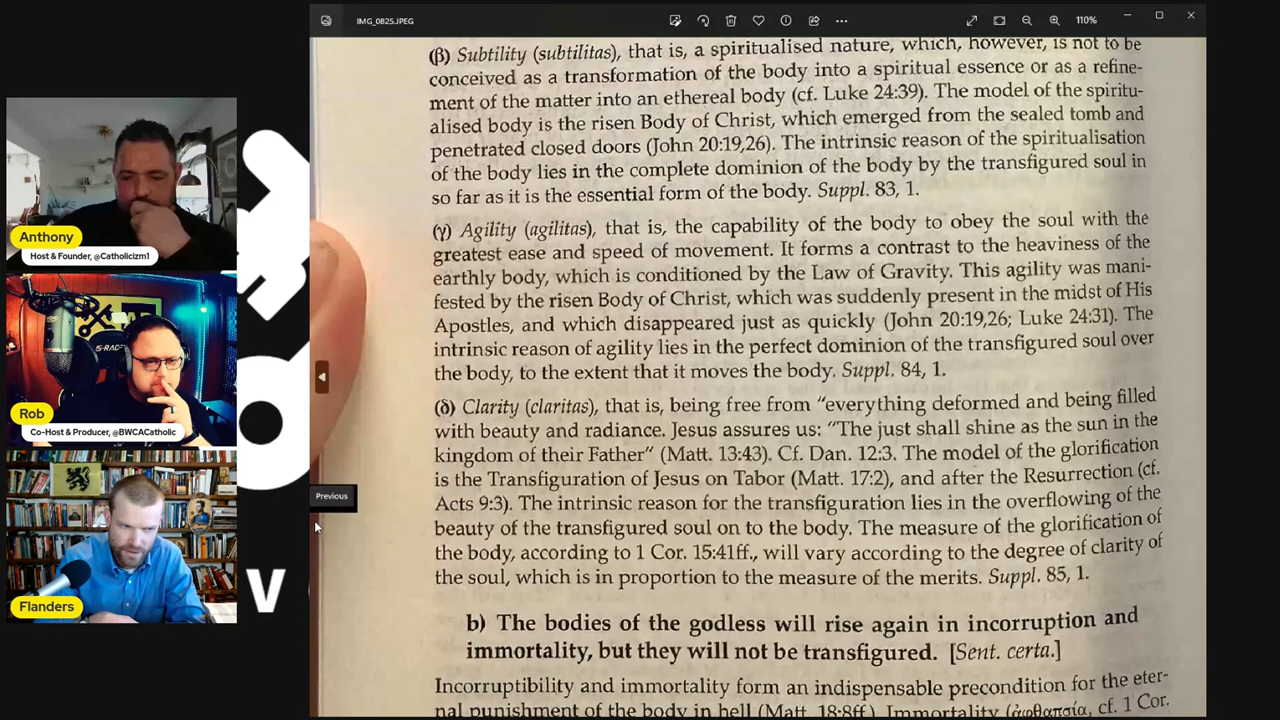 IMG_0825.JPEG
110%
(β) Subtility (subtilitas), that is, a spiritualised nature, which, however, is not to be
conceived as a transformation of the body into a spiritual essence or as a refine-
ment of the matter into an ethereal body (cf. Luke 24:39). The model of the spiritu-
alised body is the risen Body of Christ, which emerged from the sealed tomb and
penetrated closed doors (John 20:19,26). The intrinsic reason of the spiritualisation
of the body lies in the complete dominion of the body by the transfigured soul in
so far as it is the essential form of the body. Suppl. 83, 1.
(γ) Agility (agilitas), that is, the capability of the body to obey the soul with the
greatest ease and speed of movement. It forms a contrast to the heaviness of the
earthly body, which is conditioned by the Law of Gravity. This agility was mani-
fested by the risen Body of Christ, which was suddenly present in the midst of His
Apostles, and which disappeared just as quickly (John 20:19,26; Luke 24:31). The
intrinsic reason of agility lies in the perfect dominion of the transfigured soul over
the body, to the extent that it moves the body. Suppl. 84, 1.
(δ) Clarity (claritas), that is, being free from "everything deformed and being filled
with beauty and radiance. Jesus assures us: "The just shall shine as the sun in the
kingdom of their Father" (Matt. 13:43). Cf. Dan. 12:3. The model of the glorification
is the Transfiguration of Jesus on Tabor (Matt. 17:2), and after the Resurrection (cf.
Acts 9:3). The intrinsic reason for the transfiguration lies in the overflowing of the
beauty of the transfigured soul on to the body. The measure of the glorification of
the body, according to 1 Cor. 15:41ff., will vary according to the degree of clarity of
the soul, which is in proportion to the measure of the merits. Suppl. 85, 1.
b) The bodies of the godless will rise again in incorruption and
immortality, but they will not be transfigured. [Sent. certa.]
Incorruptibility and immortality form an indispensable precondition for the eter-
nal punishment of the body in hell (Matt. 18:8ff.). Immortality (ἀφθαρσία, cf. 1 Cor.
Anthony
Host & Founder, @Catholicizm1
Rob
Co-Host & Producer, @BWCACatholic
Flanders
Previous
V